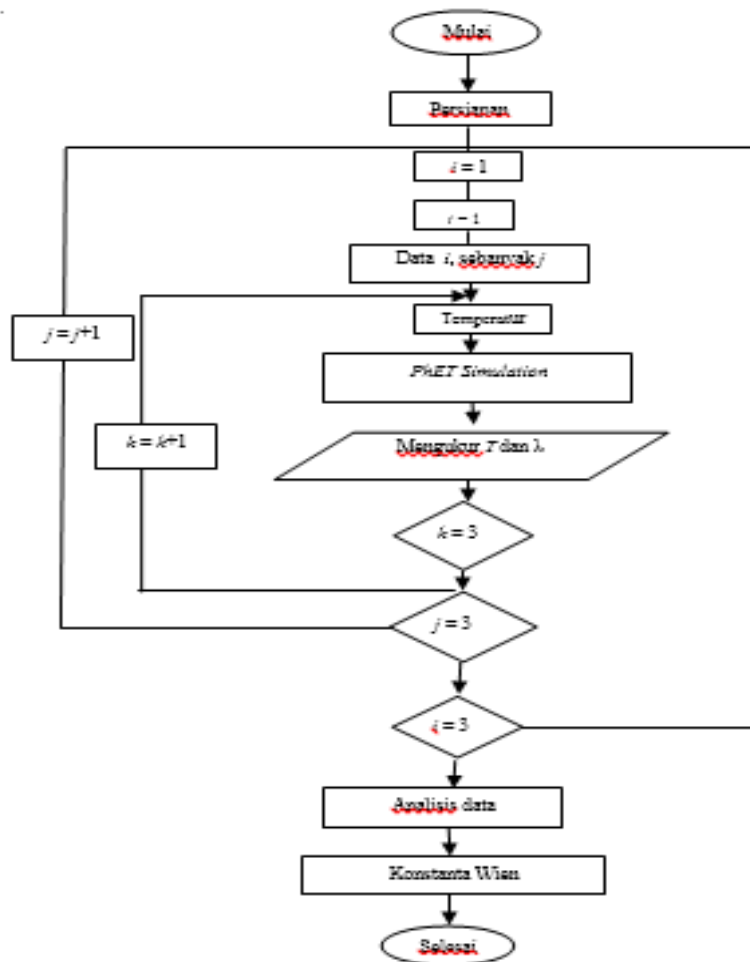 Mulai
Persianan
i = 1
Data i, sebanyak j
Temperatur
j = j+1
PhET Simulation
k = k+1
Mengukur T dan λ
k = 3
j = 3
i = 3
Analisis data
Konstanta Wien
Selesai